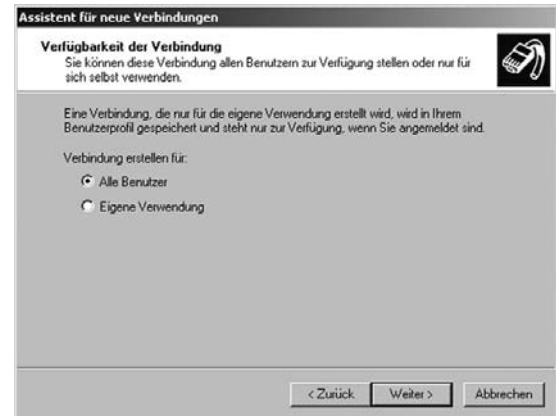 Assistent für neue Verbindungen
Verfügbarkeit der Verbindung
Sie können diese Verbindung allen Benutzern zur Verfügung stellen oder nur für
sich selbst verwenden.
Eine Verbindung, die nur für die eigene Verwendung erstellt wird, wird in Ihrem
Benutzerprofil gespeichert und steht nur zur Verfügung, wenn Sie angemeldet sind.
Verbindung erstellen für:
Alle Benutzer
Eigene Verwendung
< Zurück Weiter > Abbrechen